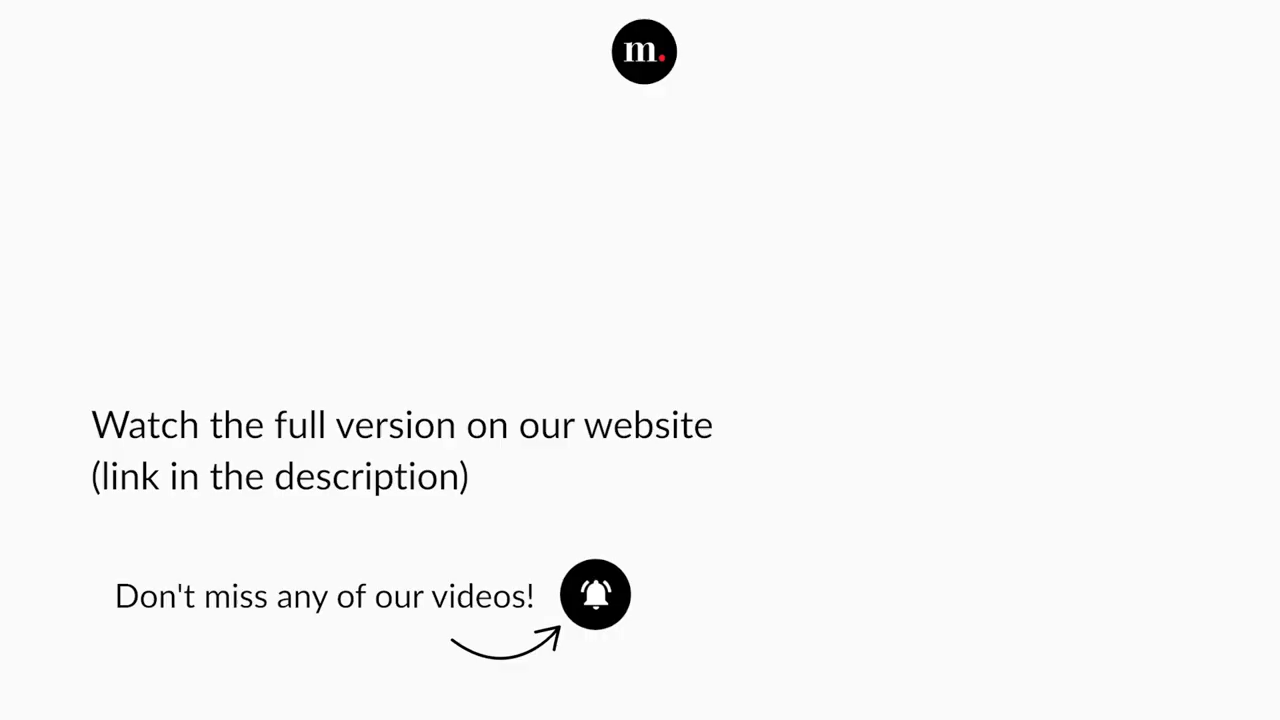 m.
Watch the full version on our website
(link in the description)
Don't miss any of our videos!